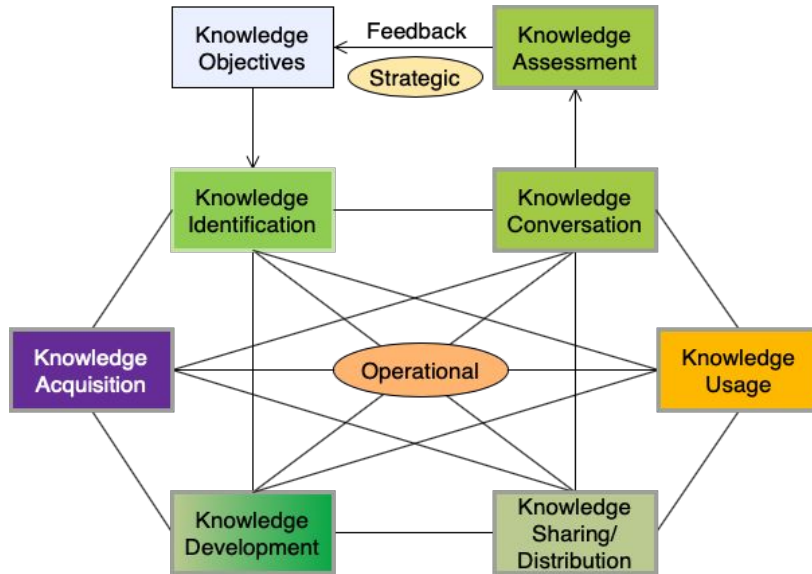 Knowledge
Objectives
Feedback
Strategic
Knowledge
Assessment
Knowledge
Identification
Knowledge
Conversation
Knowledge
Acquisition
Operational
Knowledge
Usage
Knowledge
Development
Knowledge
Sharing/
Distribution